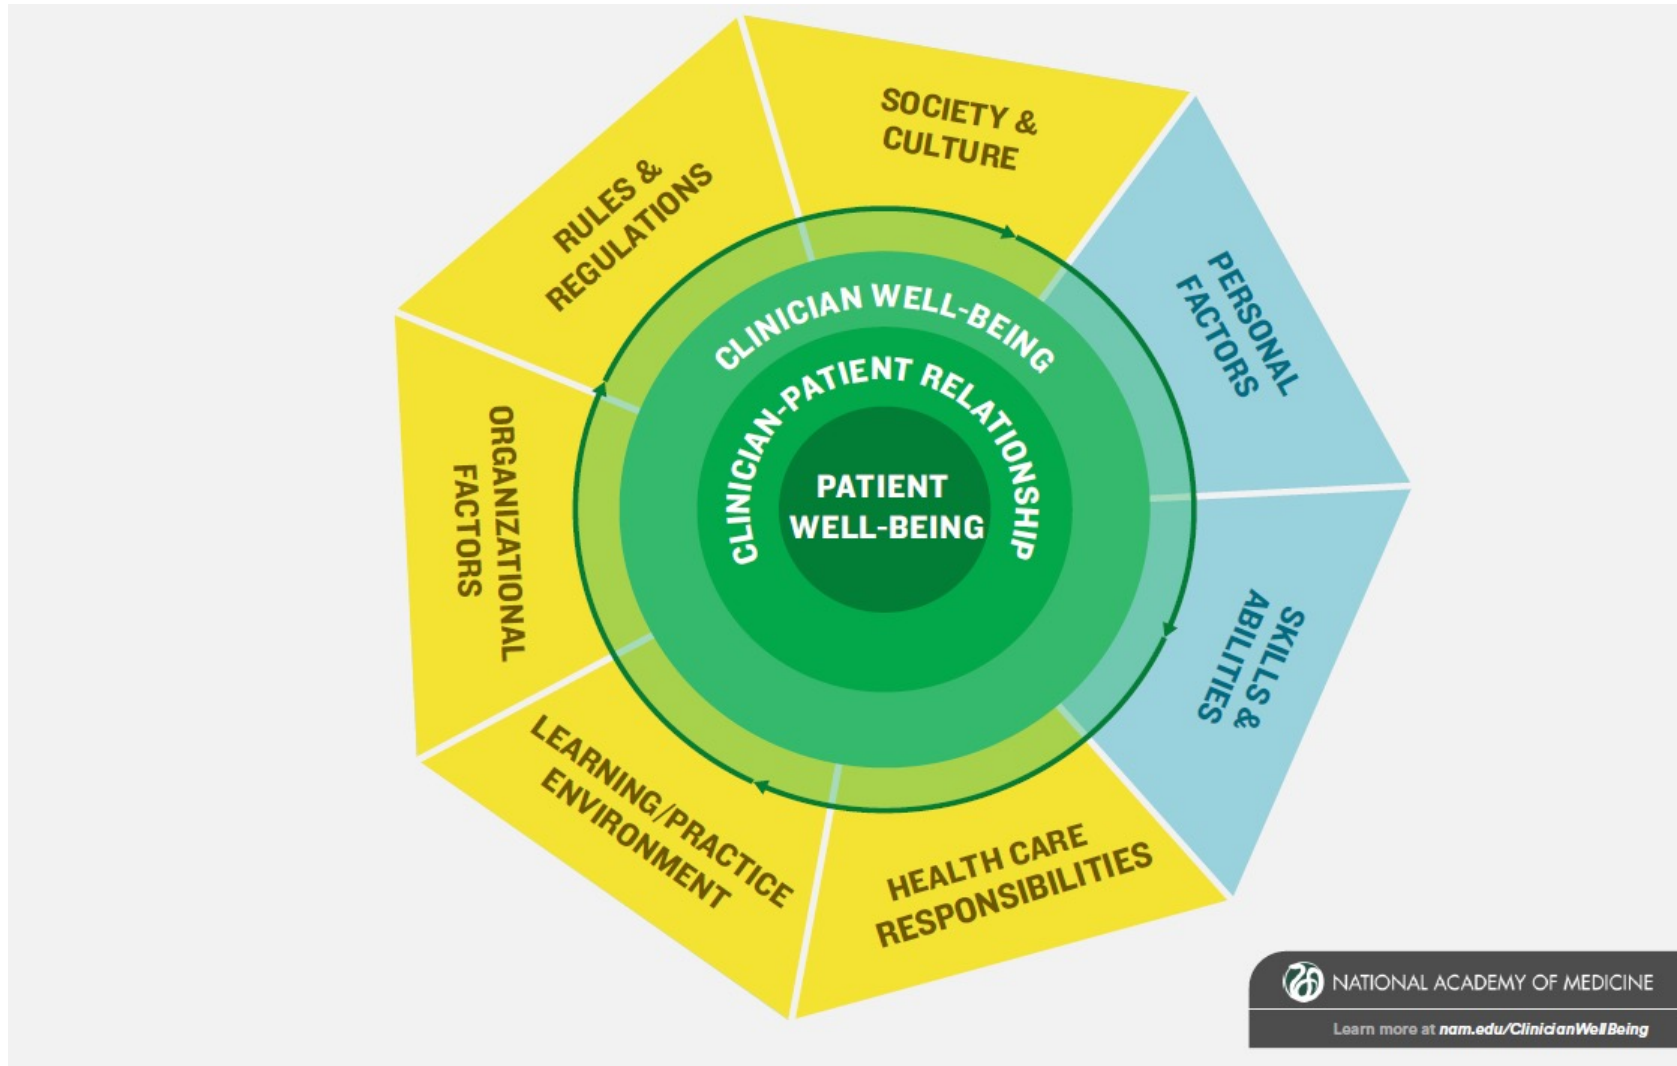 SOCIETY &
CULTURE
RULES &
REGULATIONS
PERSONAL
FACTORS
CLINICIAN WELL-BEING
CLINICIAN-PATIENT RELATIONSHIP
PATIENT
WELL-BEING
ORGANIZATIONAL
FACTORS
SKILLS &
ABILITIES
LEARNING/PRACTICE
ENVIRONMENT
HEALTH CARE
RESPONSIBILITIES
NATIONAL ACADEMY OF MEDICINE
Learn more at nam.edu/ClinicianWellBeing